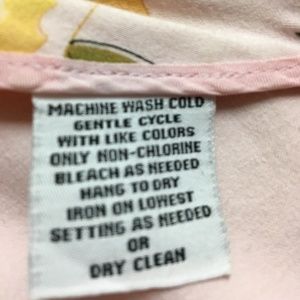 MACHINE WASH COLD
GENTLE CYCLE
WITH LIKE COLORS
ONLY NON-CHLORINE
BLEACH AS NEEDED
HANG TO DRY
IRON ON LOWEST
SETTING AS NEEDED
OR
DRY CLEAN